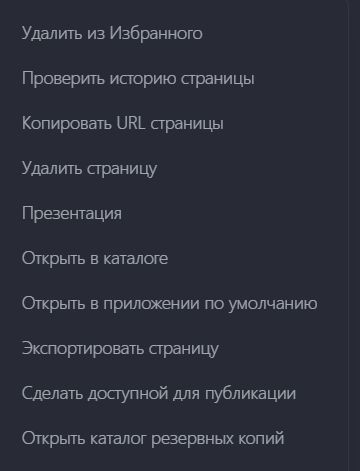 Удалить из Избранного
Проверить историю страницы
Копировать URL страницы
Удалить страницу
Презентация
Открыть в каталоге
Открыть в приложении по умолчанию
Экспортировать страницу
Сделать доступной для публикации
Открыть каталог резервных копий